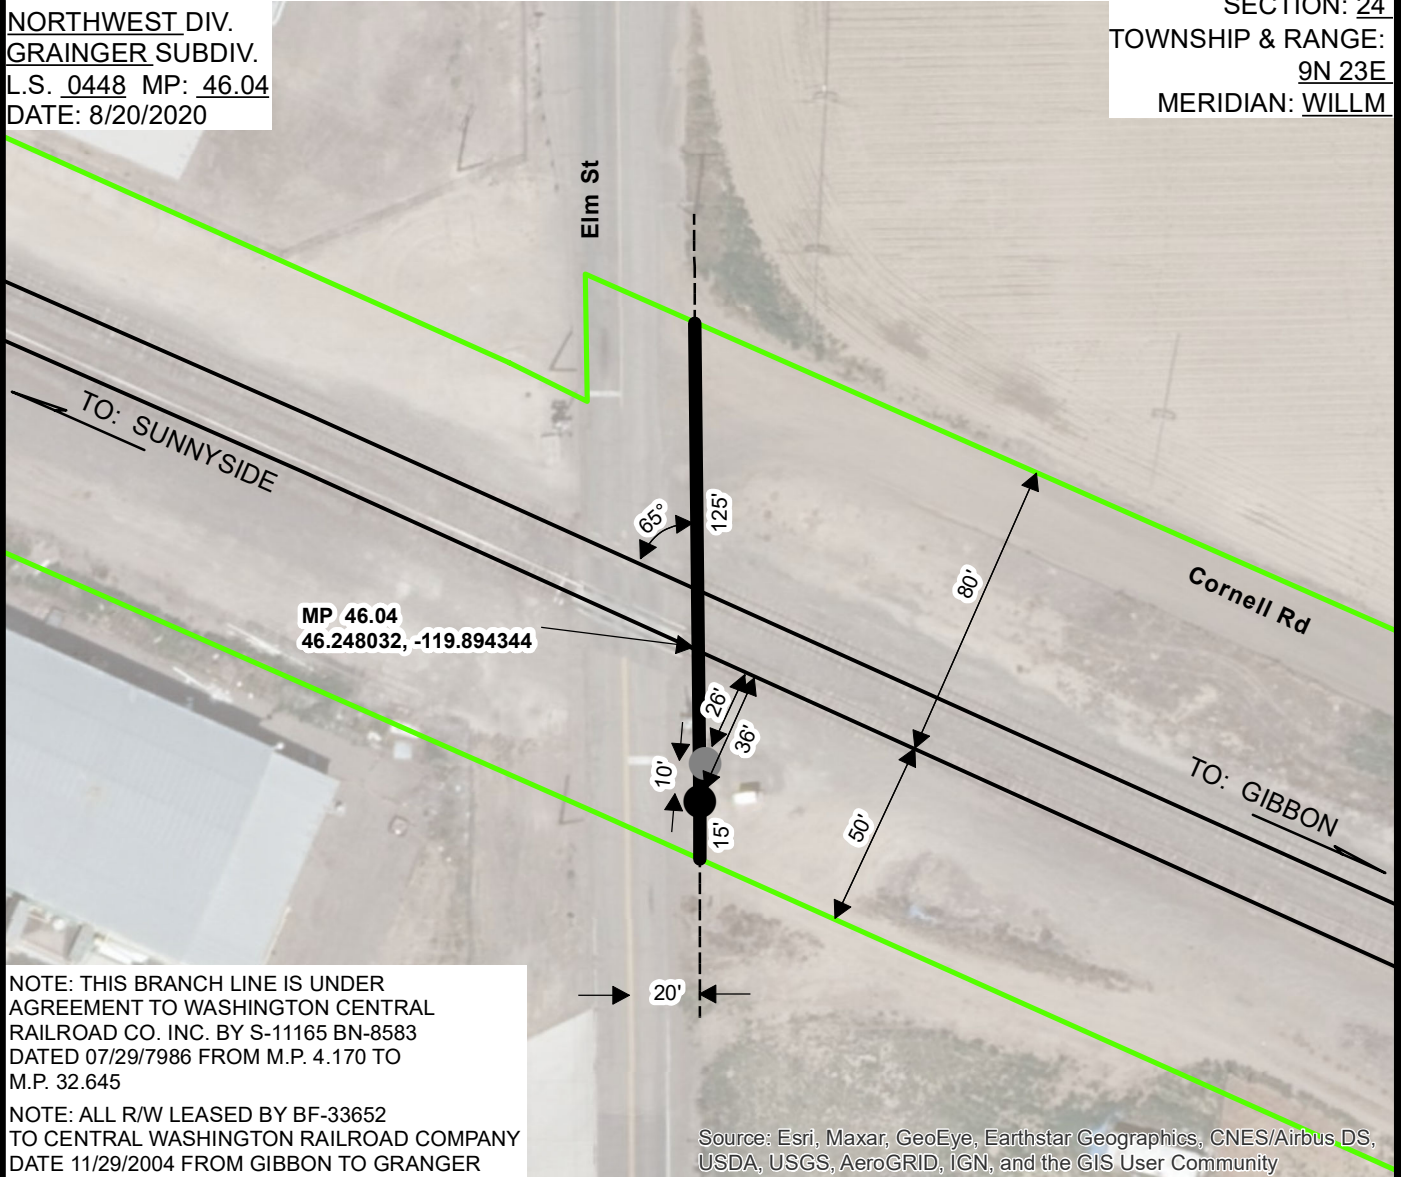 NORTHWEST DIV.
GRAINGER SUBDIV.
L.S. 0448 MP: 46.04
DATE: 8/20/2020
SECTION: 24
TOWNSHIP & RANGE:
9N 23E
MERIDIAN: WILLM
Elm St
TO: SUNNYSIDE
65°
125'
80'
Cornell Rd
MP 46.04
46.248032, -119.894344
26'
36'
10'
15'
50'
TO: GIBBON
20'
NOTE: THIS BRANCH LINE IS UNDER
AGREEMENT TO WASHINGTON CENTRAL
RAILROAD CO. INC. BY S-11165 BN-8583
DATED 07/29/7986 FROM M.P. 4.170 TO
M.P. 32.645
NOTE: ALL R/W LEASED BY BF-33652
TO CENTRAL WASHINGTON RAILROAD COMPANY
DATE 11/29/2004 FROM GIBBON TO GRANGER
Source: Esri, Maxar, GeoEye, Earthstar Geographics, CNES/Airbus DS,
USDA, USGS, AeroGRID, IGN, and the GIS User Community